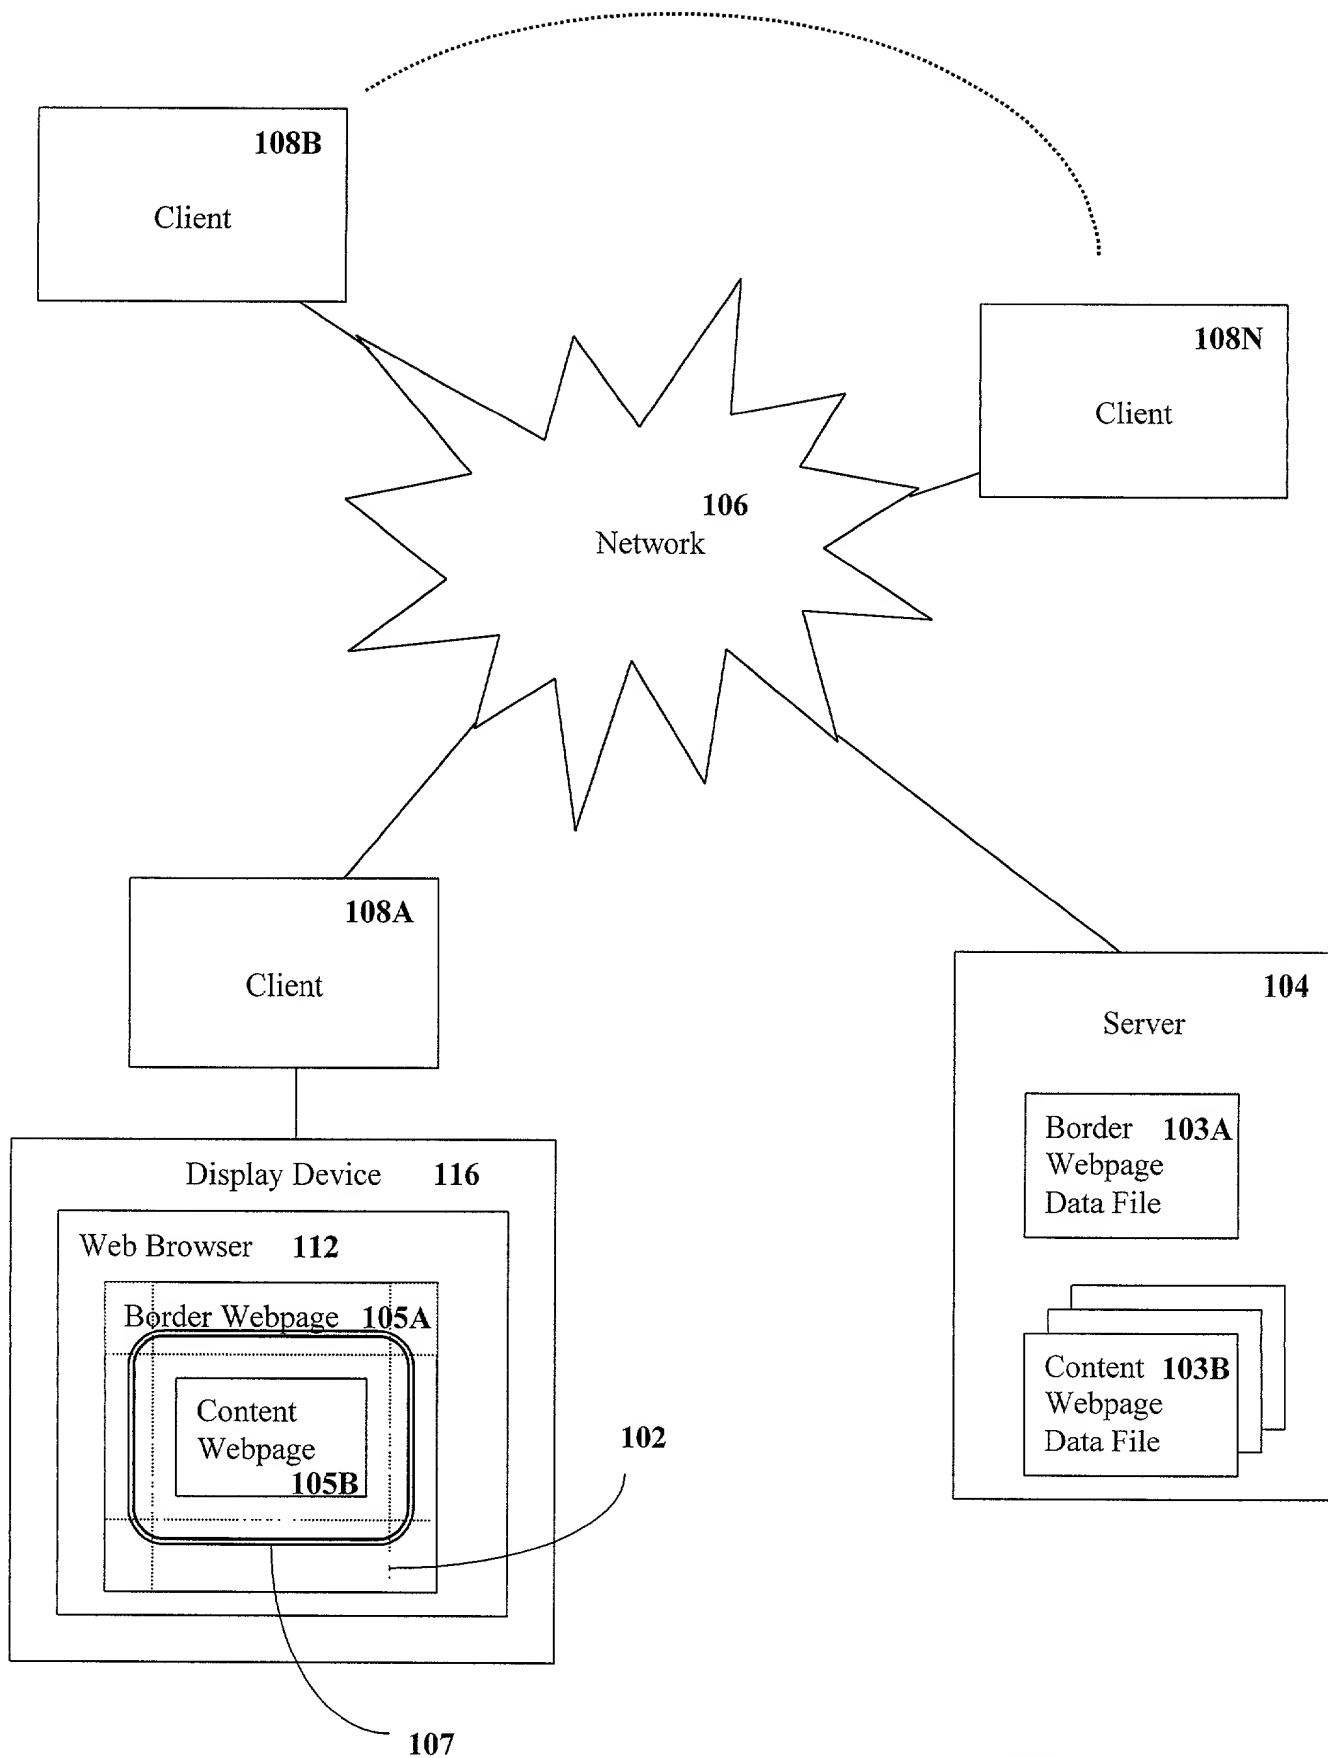 108B
Client
108N
Client
106
Network
108A
Client
104
Server
Border 103A
Webpage
Data File
Display Device 116
Web Browser 112
Border Webpage 105A
Content
Webpage
105B
Content 103B
Webpage
Data File
102
107